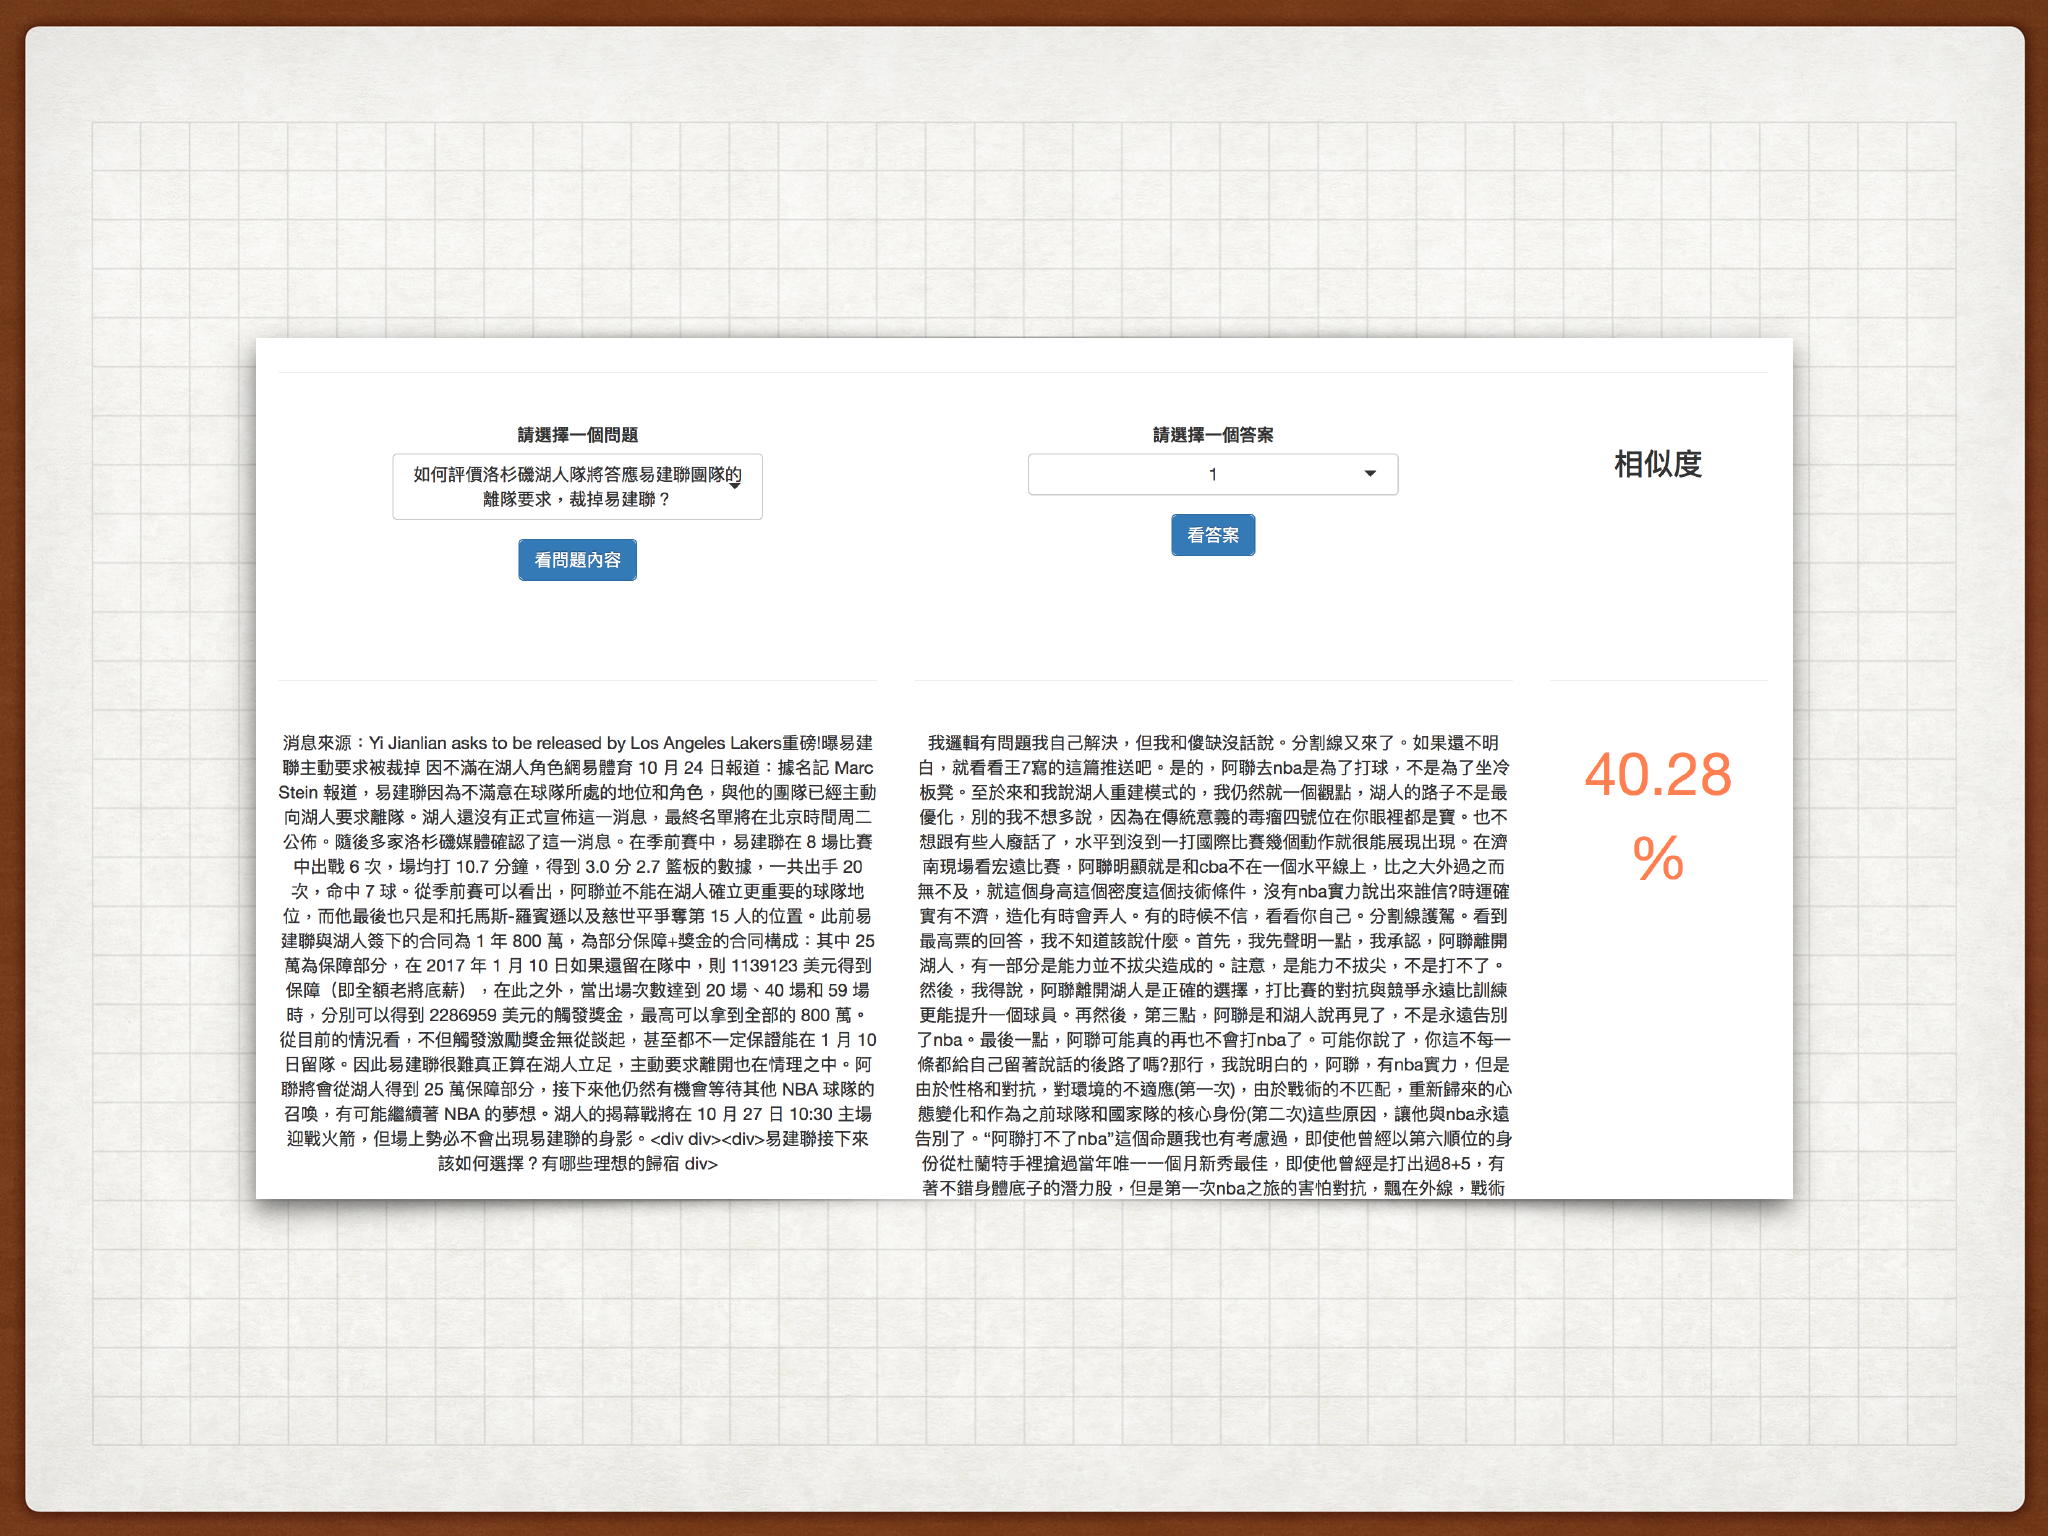 請選擇一個問題
如何評價洛杉磯湖人隊將答應易建聯團隊的
離隊要求，裁掉易建聯？
看問題內容
請選擇一個答案
1
看答案
相似度
消息來源：Yi Jianlian asks to be released by Los Angeles Lakers重磅!曝易建
聯主動要求被裁掉 因不滿在湖人角色網易體育 10 月 24 日報道：據名記 Marc
Stein 報道，易建聯因為不滿意在球隊所處的地位和角色，與他的團隊已經主動
向湖人要求離隊。湖人還沒有正式宣佈這一消息，最終名單將在北京時間周二
公佈。隨後多家洛杉磯媒體確認了這一消息。在季前賽中，易建聯在 8 場比賽
中出戰 6 次，場均打 10.7 分鐘，得到 3.0 分 2.7 籃板的數據，一共出手 20
次，命中 7 球。從季前賽可以看出，阿聯並不能在湖人確立更重要的球隊地
位，而他最後也只是和托馬斯-羅賓遜以及慈世平爭奪第 15 人的位置。此前易
建聯與湖人簽下的合同為 1 年 800 萬，為部分保障+獎金的合同構成：其中 25
萬為保障部分，在 2017 年 1 月 10 日如果還留在隊中，則 1139123 美元得到
保障（即全額老將底薪），在此之外，當出場次數達到 20 場、40 場和 59 場
時，分別可以得到 2286959 美元的觸發獎金，最高可以拿到全部的 800 萬。
從目前的情況看，不但觸發激勵獎金無從談起，甚至都不一定保證能在 1 月 10
日留隊。因此易建聯很難真正算在湖人立足，主動要求離開也在情理之中。阿
聯將會從湖人得到 25 萬保障部分，接下來他仍然有機會等待其他 NBA 球隊的
召喚，有可能繼續著 NBA 的夢想。湖人的揭幕戰將在 10 月 27 日 10:30 主場
迎戰火箭，但場上勢必不會出現易建聯的身影。<div div><div>易建聯接下來
該如何選擇？有哪些理想的歸宿 div>
我邏輯有問題我自己解決，但我和傻缺沒話說。分割線又來了。如果還不明
白，就看看王7寫的這篇推送吧。是的，阿聯去nba是為了打球，不是為了坐冷
板凳。至於來和我說湖人重建模式的，我仍然就一個觀點，湖人的路子不是最
優化，別的我不想多說，因為在傳統意義的毒瘤四號位在你眼裡都是寶。也不
想跟有些人廢話了，水平到沒到一打國際比賽幾個動作就很能展現出現。在濟
南現場看宏遠比賽，阿聯明顯就是和cba不在一個水平線上，比之大外過之而
無不及，就這個身高這個密度這個技術條件，沒有nba實力說出來誰信?時運確
實有不濟，造化有時會弄人。有的時候不信，看看你自己。分割線護駕。看到
最高票的回答，我不知道該說什麼。首先，我先聲明一點，我承認，阿聯離開
湖人，有一部分是能力並不拔尖造成的。註意，是能力不拔尖，不是打不了。
然後，我得說，阿聯離開湖人是正確的選擇，打比賽的對抗與競爭永遠比訓練
更能提升一個球員。再然後，第三點，阿聯是和湖人說再見了，不是永遠告別
了nba。最後一點，阿聯可能真的再也不會打nba了。可能你說了，你這不每一
條都給自己留著說話的後路了嗎?那行，我說明白的，阿聯，有nba實力，但是
由於性格和對抗，對環境的不適應(第一次)，由於戰術的不匹配，重新歸來的心
態變化和作為之前球隊和國家隊的核心身份(第二次)這些原因，讓他與nba永遠
告別了。“阿聯打不了nba”這個命題我也有考慮過，即使他曾經以第六順位的身
份從杜蘭特手裡搶過當年唯一一個月新秀最佳，即使他曾經是打出過8+5，有
著不錯身體底子的潛力股，但是第一次nba之旅的害怕對抗，飄在外線，戰術
40.28
%